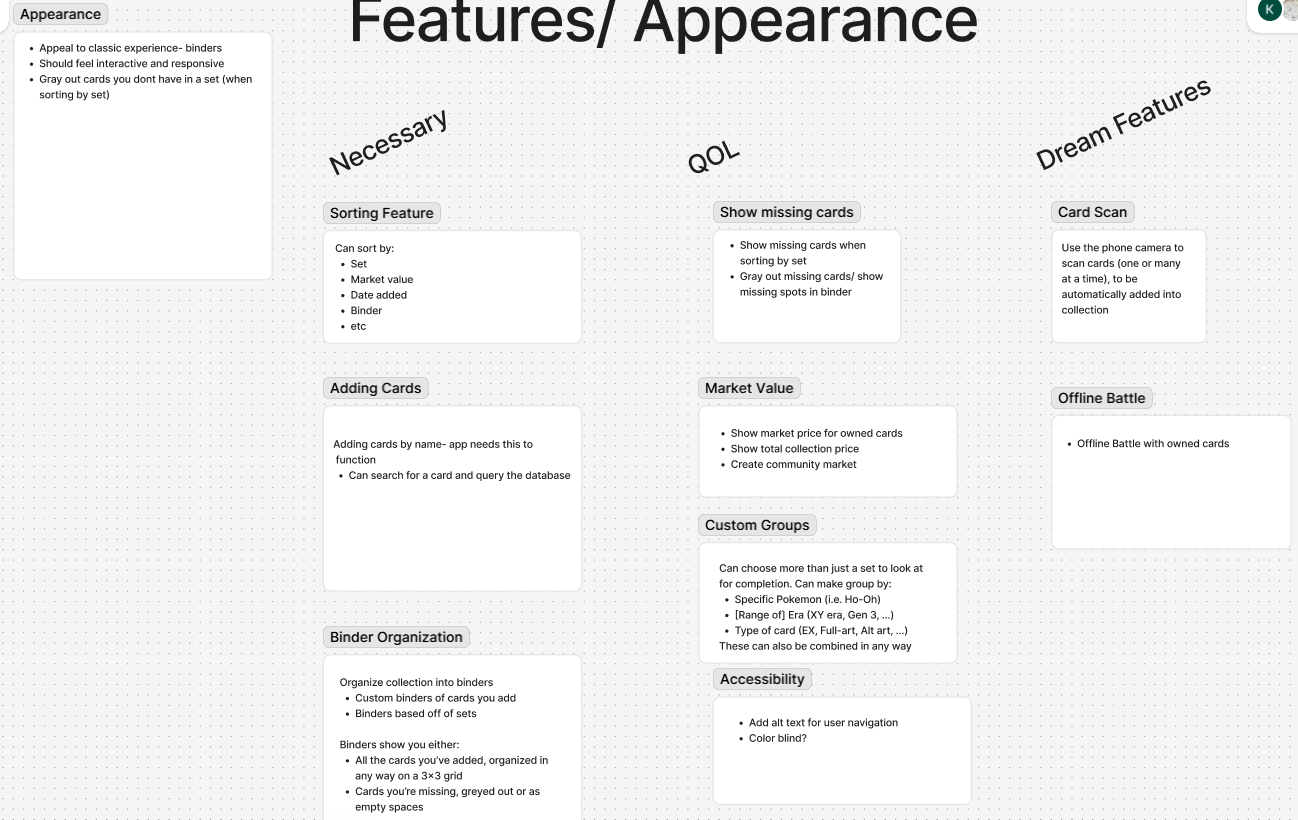 Features/ Appearance
K
Appearance
• Appeal to classic experience- binders
• Should feel interactive and responsive
• Gray out cards you dont have in a set (when
sorting by set)
Necessary
Sorting Feature
Can sort by:
• Set
• Market value
• Date added
• Binder
• etc
Adding Cards
Adding cards by name- app needs this to
function
• Can search for a card and query the database
Binder Organization
Organize collection into binders
• Custom binders of cards you add
• Binders based off of sets
Binders show you either:
• All the cards you've added, organized in
any way on a 3×3 grid
• Cards you're missing, greyed out or as
empty spaces
QOL
Show missing cards
• Show missing cards when
sorting by set
• Gray out missing cards/ show
missing spots in binder
Market Value
• Show market price for owned cards
• Show total collection price
• Create community market
Custom Groups
Can choose more than just a set to look at
for completion. Can make group by:
• Specific Pokemon (i.e. Ho-Oh)
• [Range of] Era (XY era, Gen 3, ...)
• Type of card (EX, Full-art, Alt art, ...)
These can also be combined in any way
Accessibility
• Add alt text for user navigation
• Color blind?
Dream Features
Card Scan
Use the phone camera to
scan cards (one or many
at a time), to be
automatically added into
collection
Offline Battle
• Offline Battle with owned cards